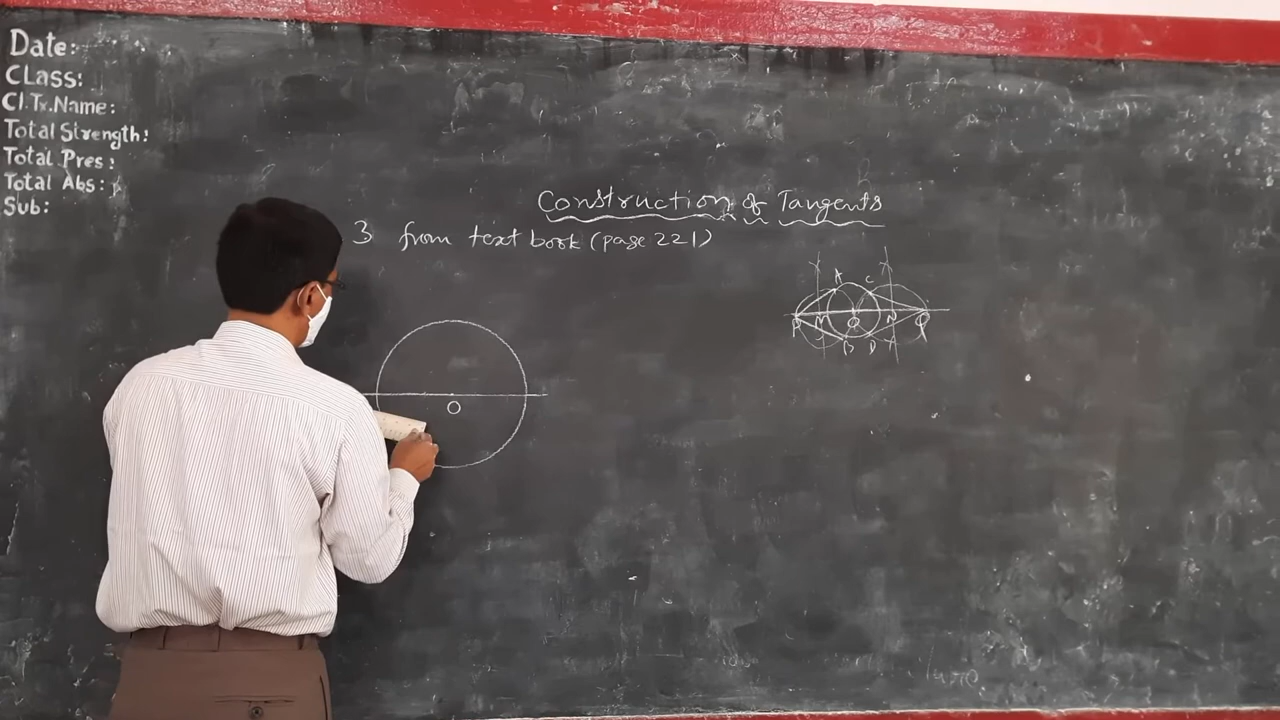 Date:
CLass:
Cl.Tr.Name:
Total Strength:
Total Pres:
Total Abs:
Sub:
Construction of Tangents
3 from text book (page 221)
A C
P M O N Q
B D
O